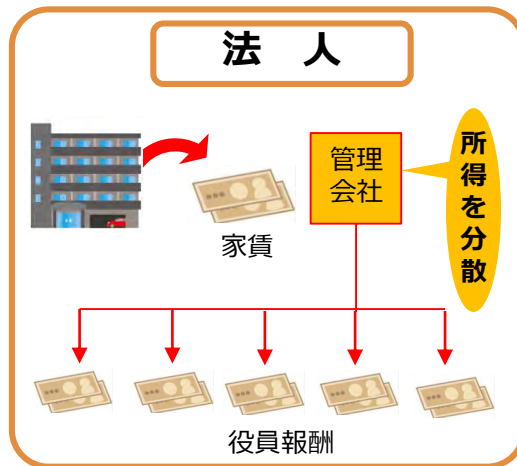 法　人
管理
会社
所得を分散
家賃
役員報酬